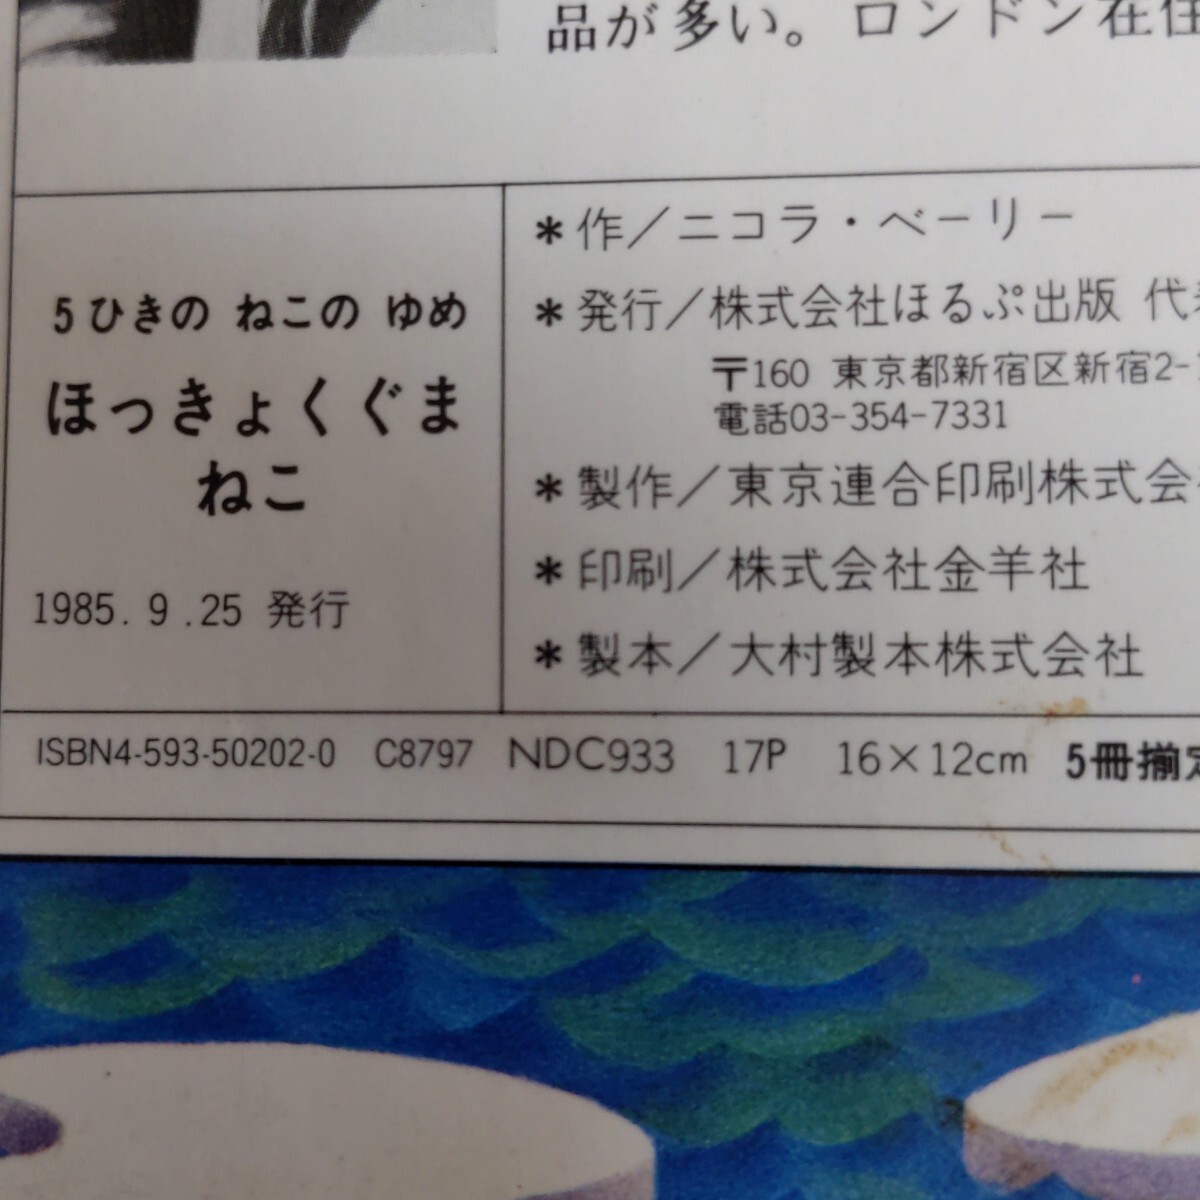 品が多い。ロンドン在住
5ひきの ねこの ゆめ
ほっきょくぐま
ねこ
1985. 9 .25 発行
＊作／ニコラ・ベーリー
＊発行／株式会社ほるぷ出版 代表
〒160 東京都新宿区新宿2-
電話03-354-7331
＊製作／東京連合印刷株式会
＊印刷／株式会社金羊社
＊製本／大村製本株式会社
ISBN4-593-50202-0 C8797 NDC933 17P 16×12cm 5冊揃定